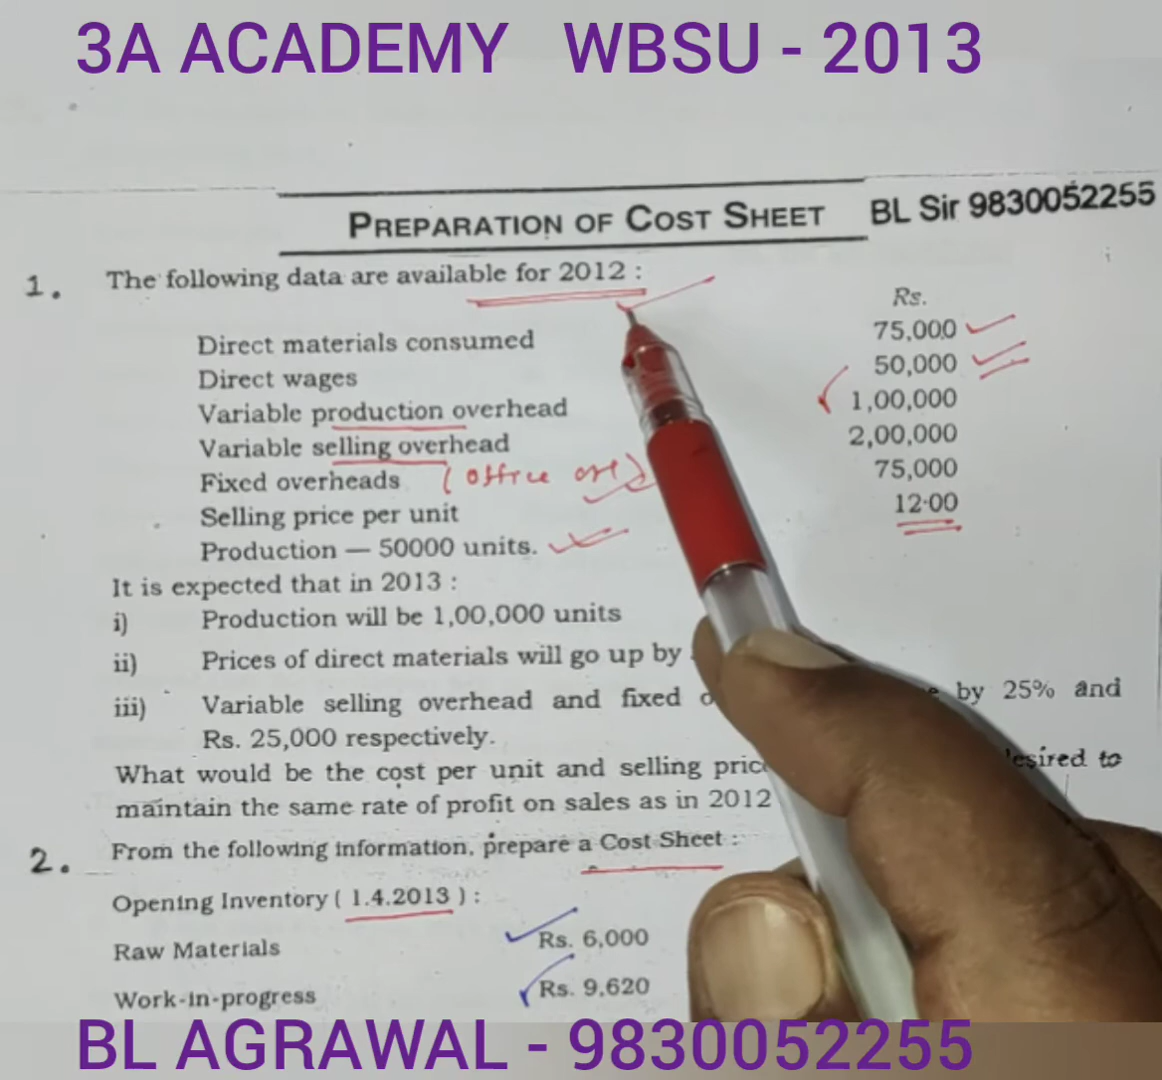 3A ACADEMY WBSU - 2013
PREPARATION OF COST SHEET BL Sir 9830052255
1. The following data are available for 2012 :
Rs.
Direct materials consumed 75,000
Direct wages 50,000
Variable production overhead 1,00,000
Variable selling overhead 2,00,000
Fixed overheads (office 75,000
Selling price per unit 12·00
Production — 50000 units.
It is expected that in 2013 :
i) Production will be 1,00,000 units
ii) Prices of direct materials will go up by
iii) Variable selling overhead and fixed by 25% and
Rs. 25,000 respectively.
What would be the cost per unit and selling to
maintain the same rate of profit on sales as in 2012
2. From the following information, prepare a Cost Sheet :
Opening Inventory ( 1.4.2013 ) :
Raw Materials Rs. 6,000
Work-in-progress Rs. 9,620
BL AGRAWAL - 9830052255